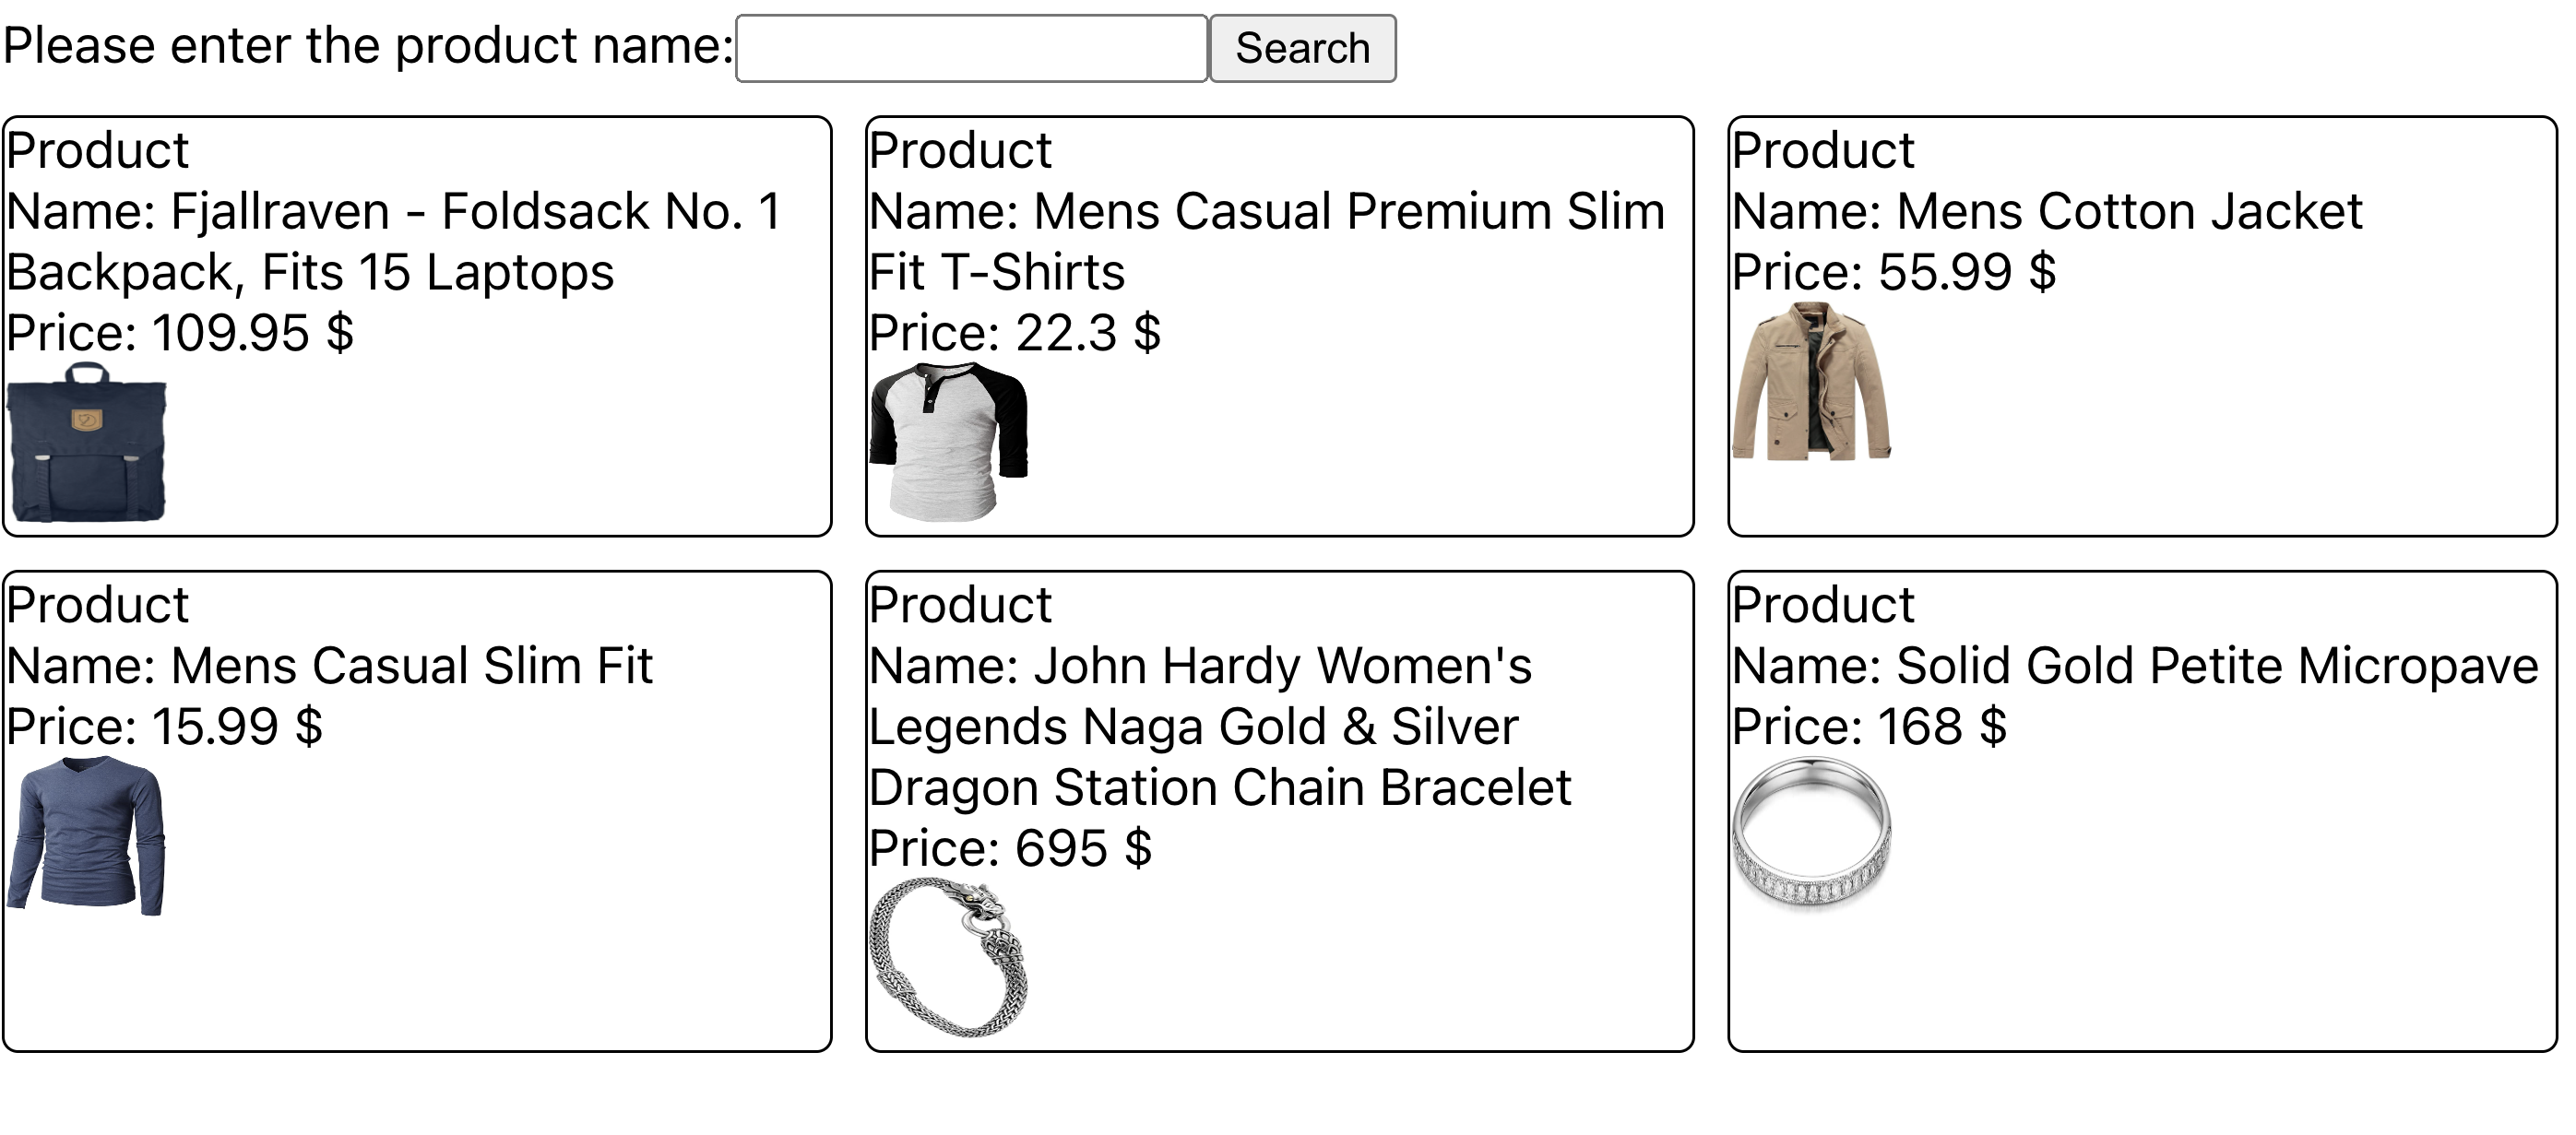 Please enter the product name:
Search
Product
Name: Fjallraven - Foldsack No. 1
Backpack, Fits 15 Laptops
Price: 109.95 $
Product
Name: Mens Casual Premium Slim
Fit T-Shirts
Price: 22.3 $
Product
Name: Mens Cotton Jacket
Price: 55.99 $
Product
Name: Mens Casual Slim Fit
Price: 15.99 $
Product
Name: John Hardy Women's
Legends Naga Gold & Silver
Dragon Station Chain Bracelet
Price: 695 $
Product
Name: Solid Gold Petite Micropave
Price: 168 $